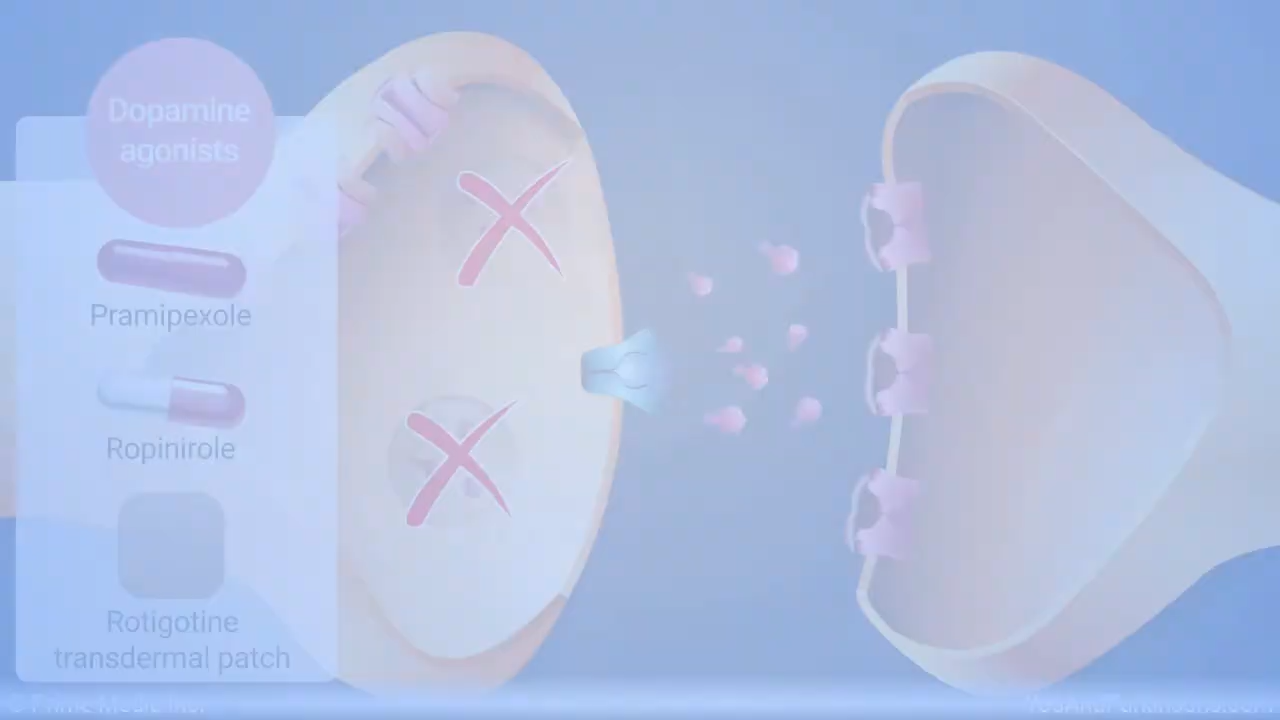 Dopamine
agonists
Pramipexole
Ropinirole
Rotigotine
transdermal patch